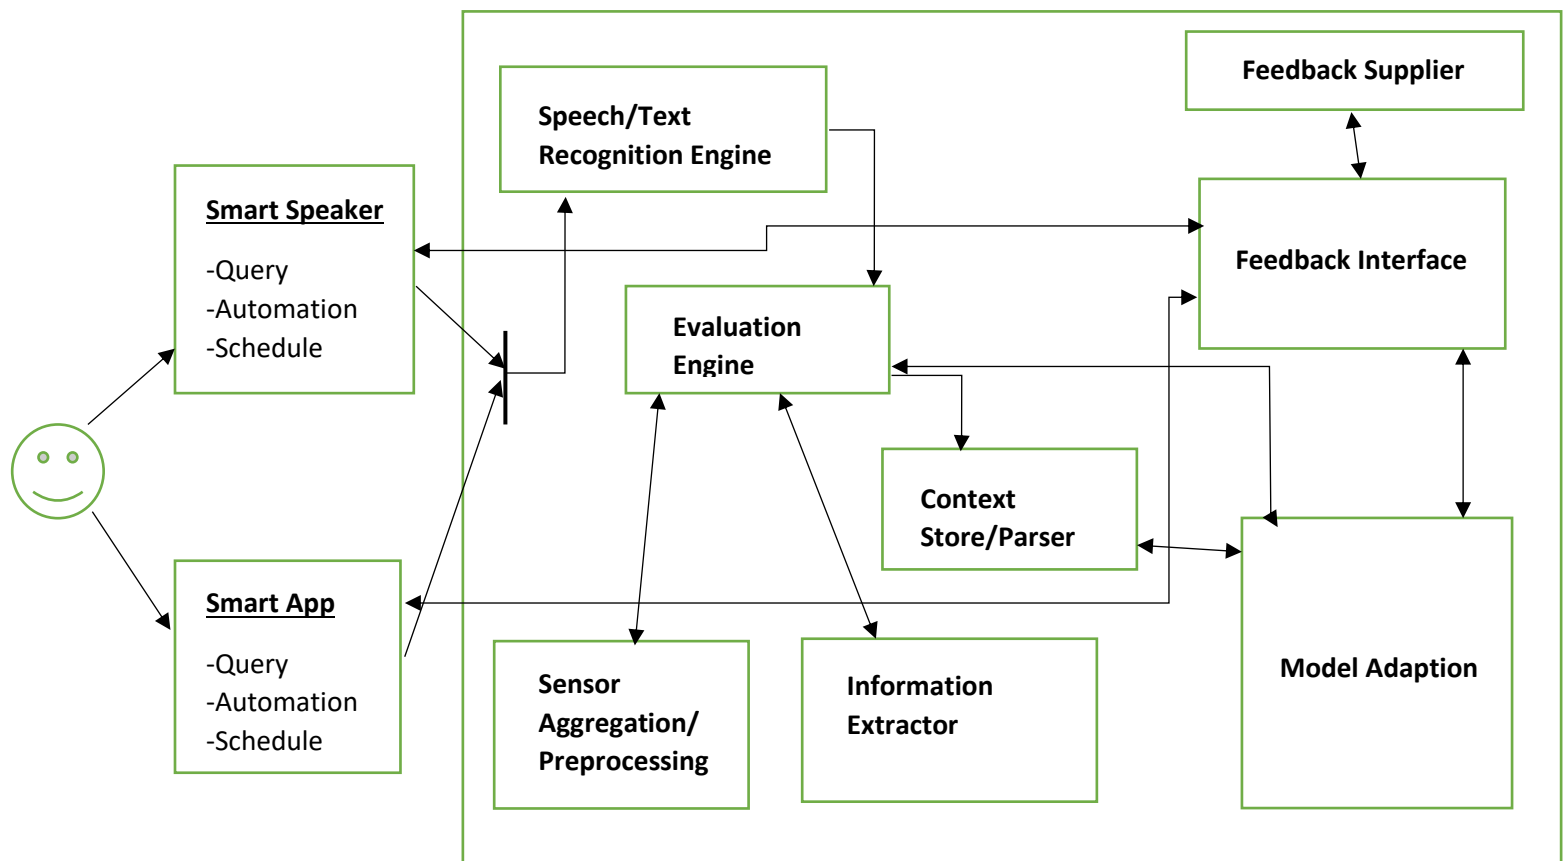 Feedback Supplier
Speech/Text
Recognition Engine
Smart Speaker
-Query
-Automation
-Schedule
Feedback Interface
Evaluation
Engine
Context
Store/Parser
Smart App
-Query
-Automation
-Schedule
Sensor
Aggregation/
Preprocessing
Information
Extractor
Model Adaption